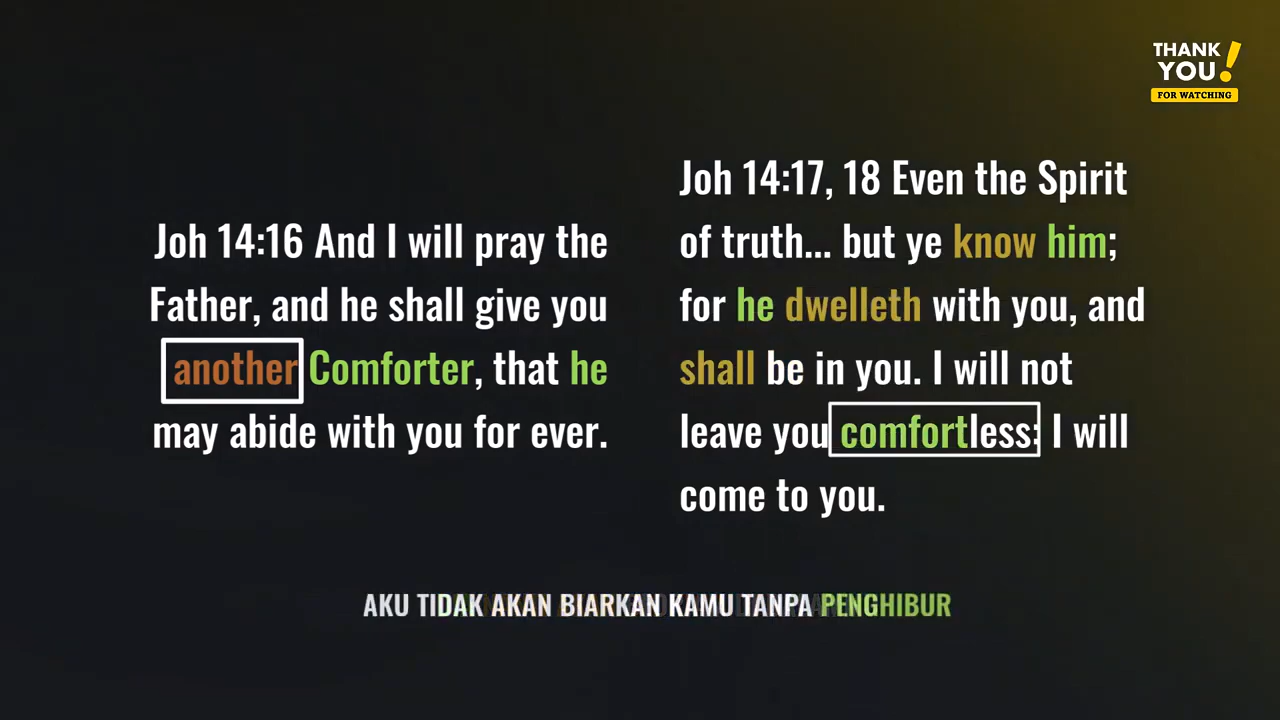 THANK
YOU!
FOR WATCHING
Joh 14:16 And I will pray the
Father, and he shall give you
another Comforter, that he
may abide with you for ever.
Joh 14:17, 18 Even the Spirit
of truth... but ye know him;
for he dwelleth with you, and
shall be in you. I will not
leave you comfortless: I will
come to you.
AKU TIDAK AKAN BIARKAN KAMU TANPA PENGHIBUR